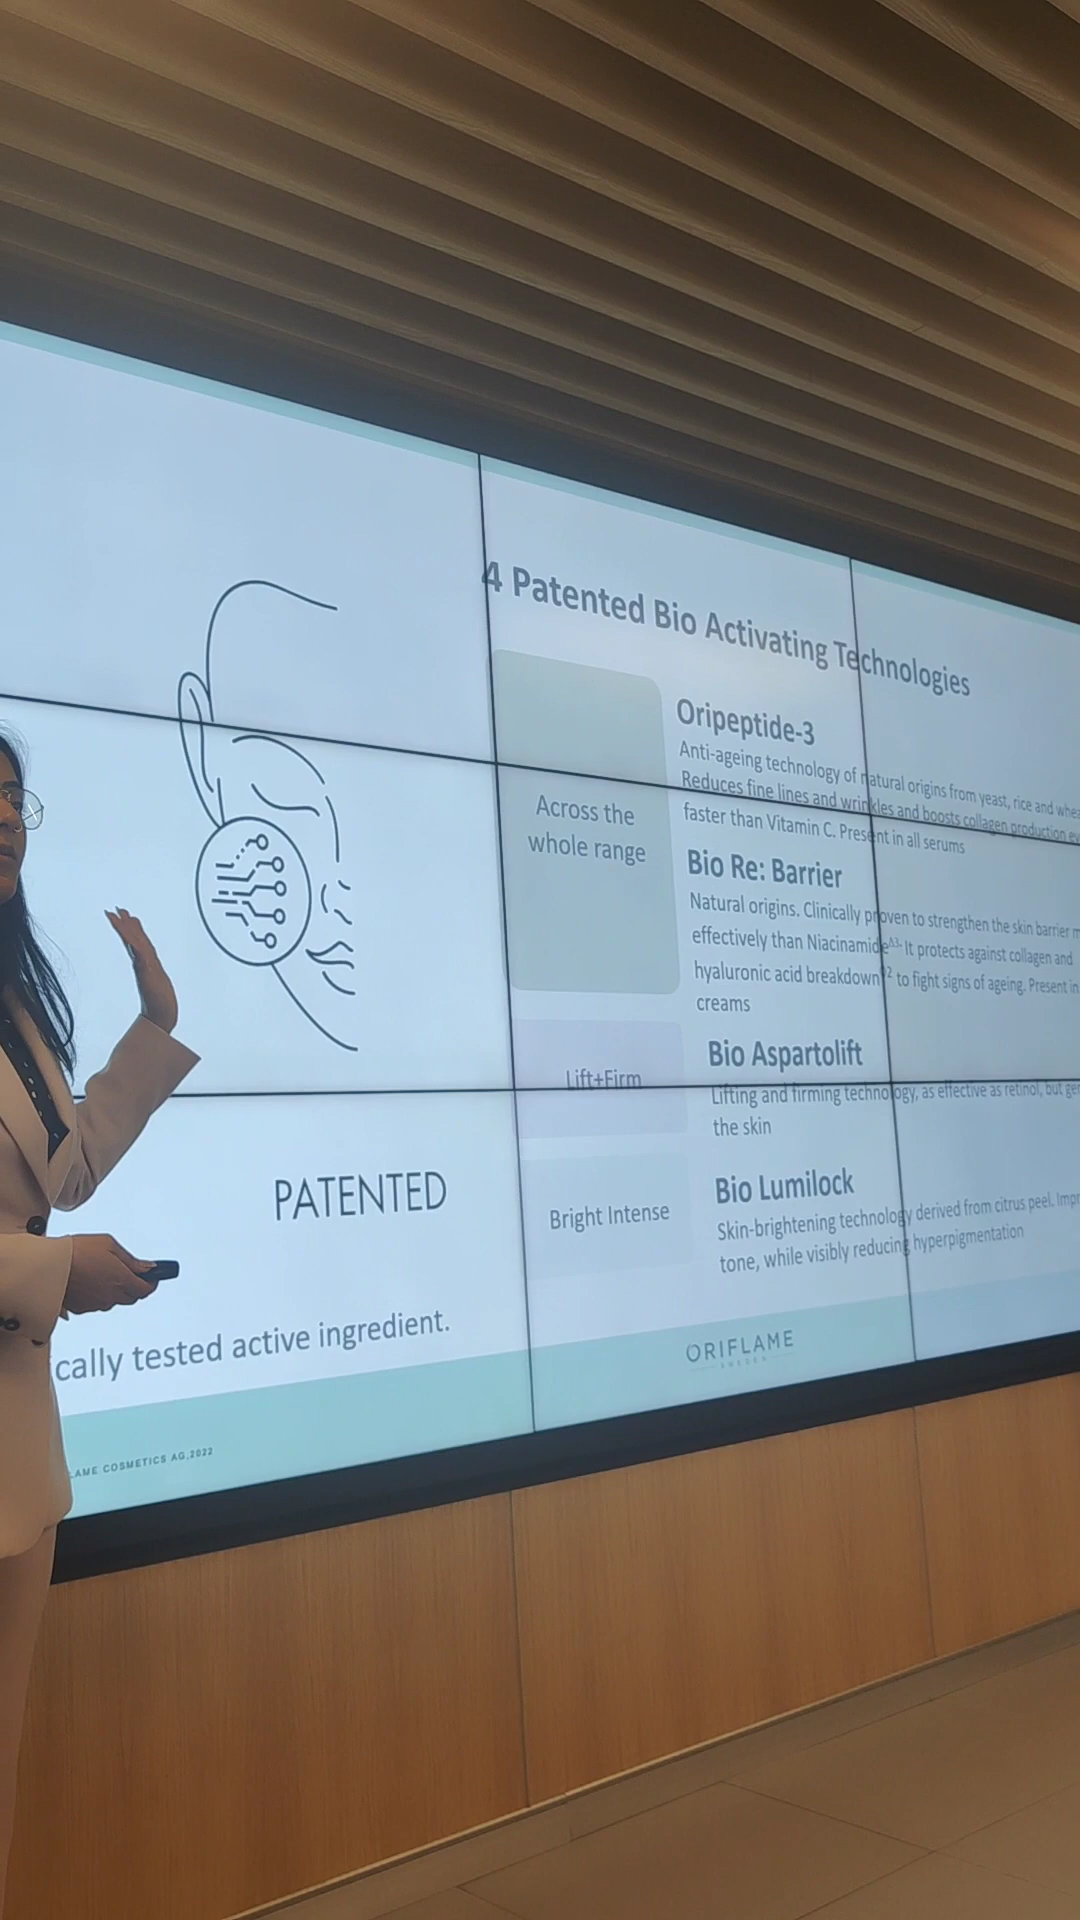 4 Patented Bio Activating Technologies
Across the
whole range
Oripeptide-3
Anti-ageing technology of natural origins from yeast, rice and
Reduces fine lines and wrinkles and boosts collagen production
faster than Vitamin C. Present in all serums
Bio Re: Barrier
Natural origins. Clinically proven to strengthen the skin barrier
effectively than Niacinamide It protects against collagen and
hyaluronic acid breakdown to fight signs of ageing. Present in
creams
Lift+Firm
Bio Aspartolift
Lifting and firming technology, as effective as retinol, but
the skin
Bright Intense
Bio Lumilock
Skin-brightening technology derived from citrus peel.
tone, while visibly reducing hyperpigmentation
PATENTED
cally tested active ingredient.
ORIFLAME
SWEDEN
LAME COSMETICS AG,2022